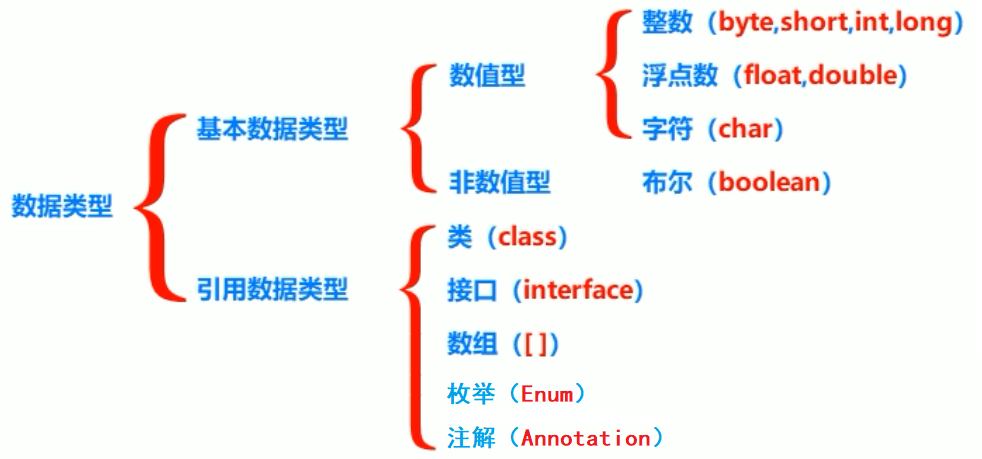 数据类型
基本数据类型
数值型
整数（byte,short,int,long）
浮点数（float,double）
字符（char）
非数值型
布尔（boolean）
引用数据类型
类（class）
接口（interface）
数组（[ ]）
枚举（Enum）
注解（Annotation）